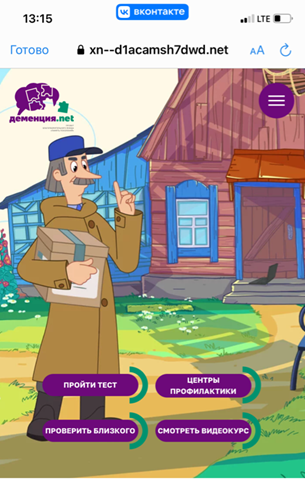 13:15
вконтакте
LTE
Готово
xn--d1acamsh7dwd.net
AA
деменция.net
ПРОЙТИ ТЕСТ
ЦЕНТРЫ
ПРОФИЛАКТИКИ
ПРОВЕРИТЬ БЛИЗКОГО
СМОТРЕТЬ ВИДЕОКУРС